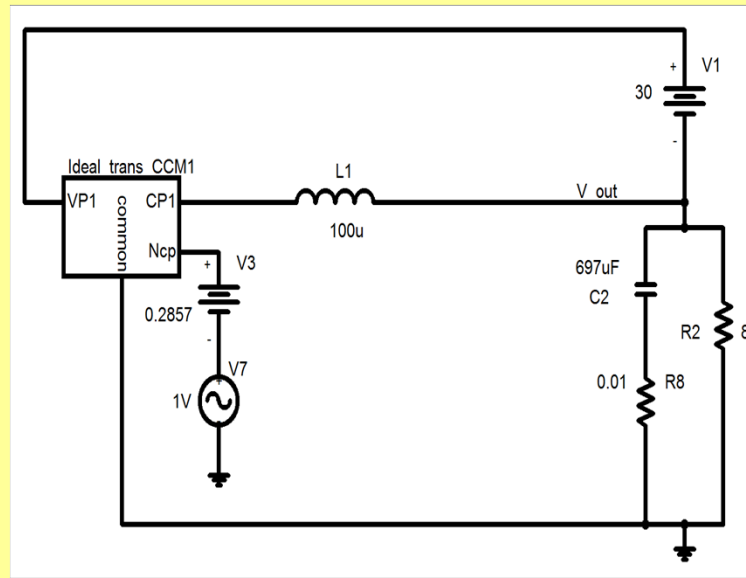 + V1
30
-
Ideal trans CCM1
VP1
CP1
common
Ncp
L1
100u
V out
+ V3
0.2857
-
V7
+
1V
697uF
C2
R2
8
0.01
R8